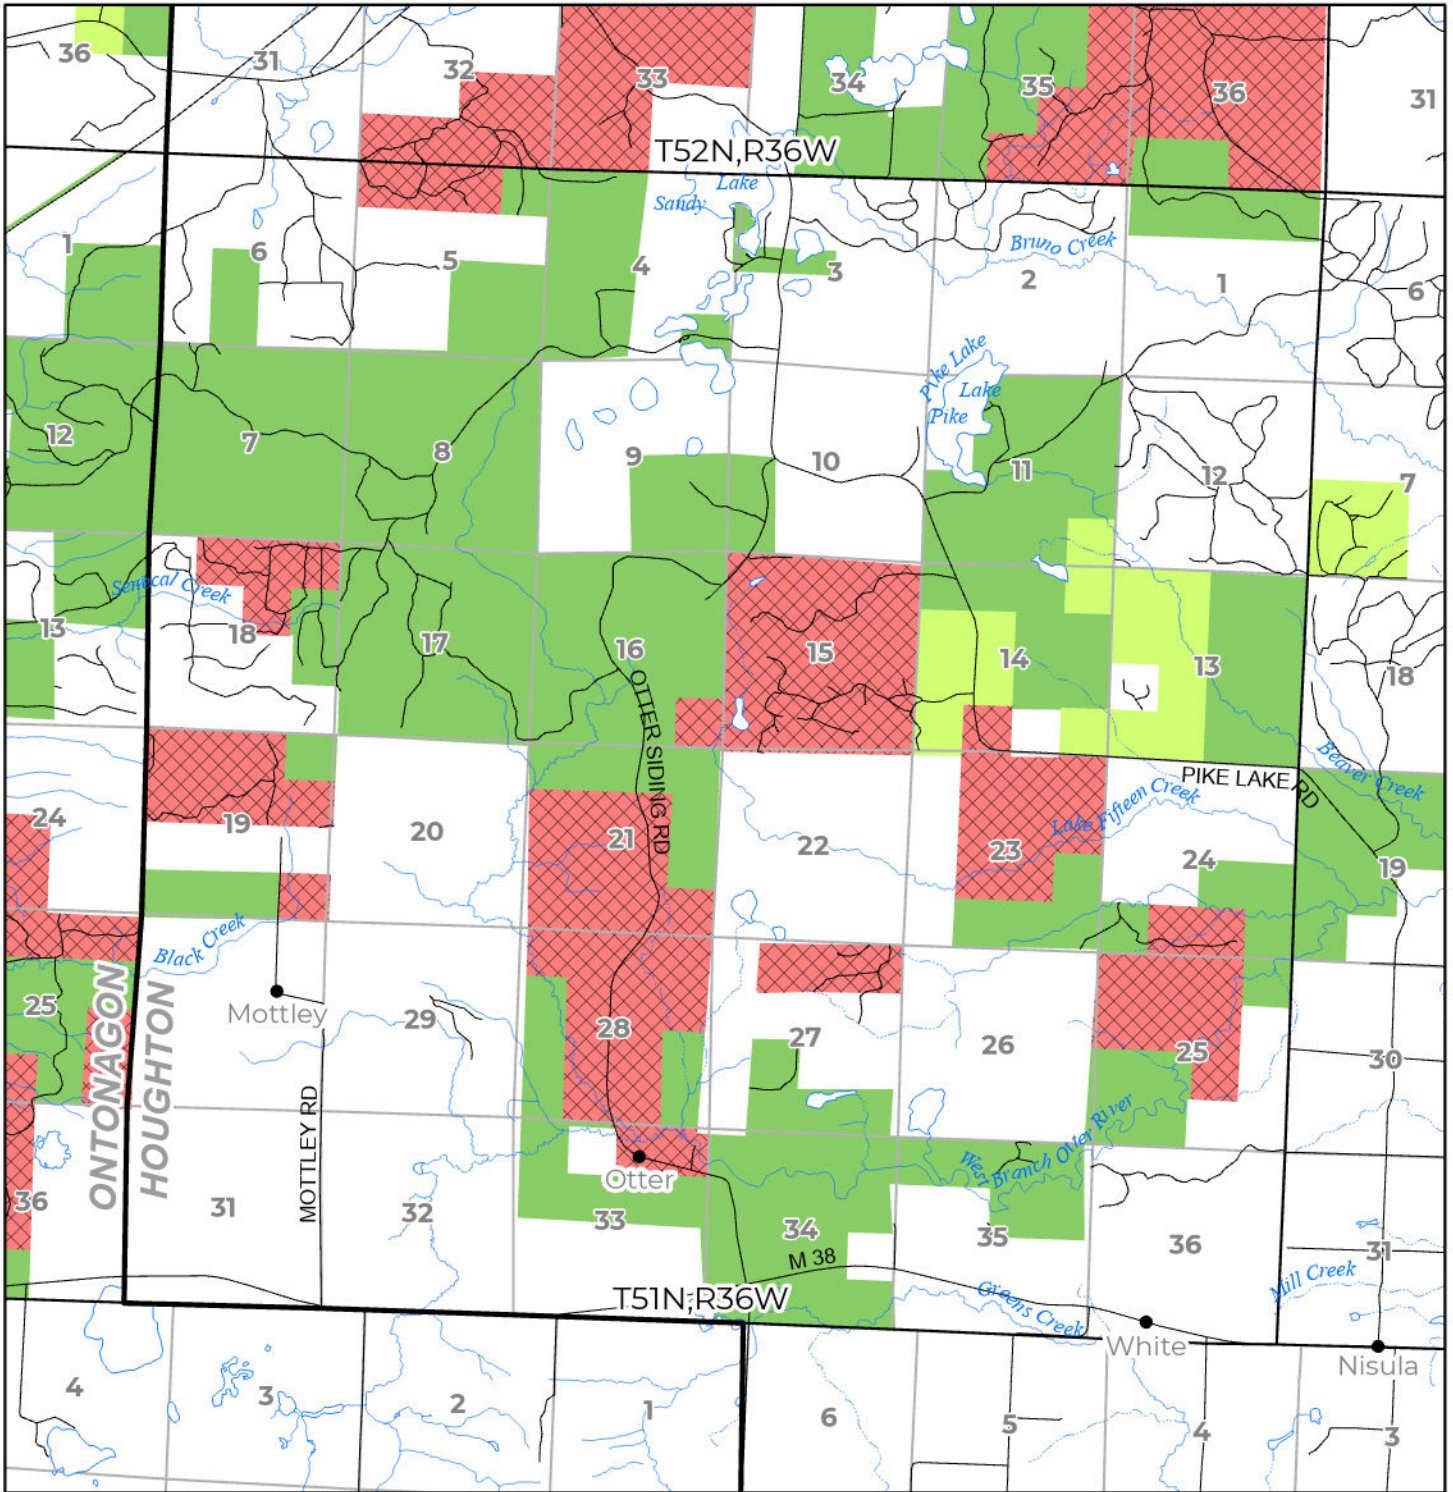 36
31
32
33
34
35
36
31
T52N,R36W
Lake
Sandy
1
6
5
4
3
2
1
6
Bruno Creek
Pike Lake
Lake
Pike
12
7
8
9
10
11
12
7
Senecal Creek
13
18
17
16
15
14
13
18
OTTER SIDING RD
PIKE LAKE RD
Beaver Creek
Lake Fifteen Creek
24
19
20
21
22
23
24
19
Black Creek
Mottley
25
29
28
27
26
25
30
ONTONAGON
HOUGHTON
MOTTLEY RD
West Branch Otter River
Otter
36
31
32
33
34
35
36
31
M 38
Mill Creek
Greens Creek
T51N,R36W
White
Nisula
4
3
2
1
6
5
4
3